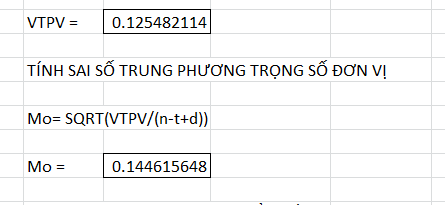 VTPV = 0.125482114
TÍNH SAI SỐ TRUNG PHƯƠNG TRỌNG SỐ ĐƠN VỊ
Mo= SQRT(VTPV/(n-t+d))
Mo = 0.144615648